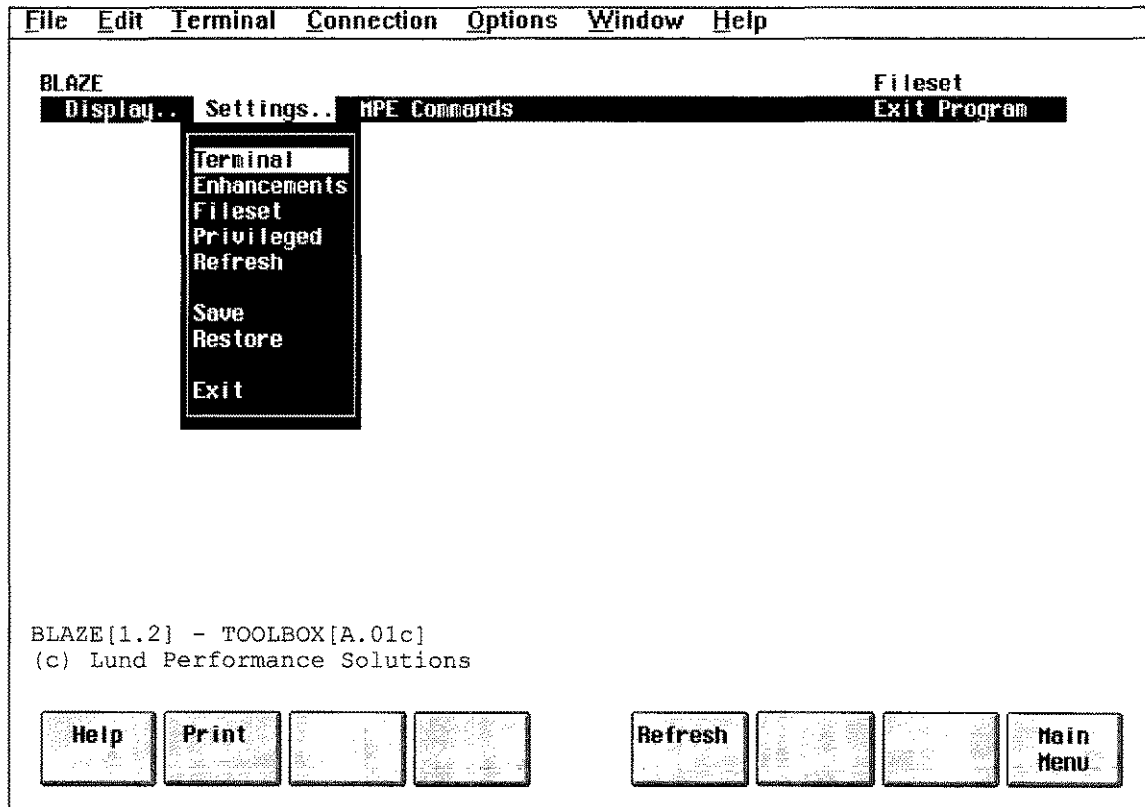 File Edit Terminal Connection Options Window Help
BLAZE Fileset
Display.. Settings.. MPE Commands Exit Program
Terminal
Enhancements
Fileset
Privileged
Refresh
Save
Restore
Exit
BLAZE[1.2] - TOOLBOX[A.01c]
(c) Lund Performance Solutions
Help Print Refresh Main
Menu